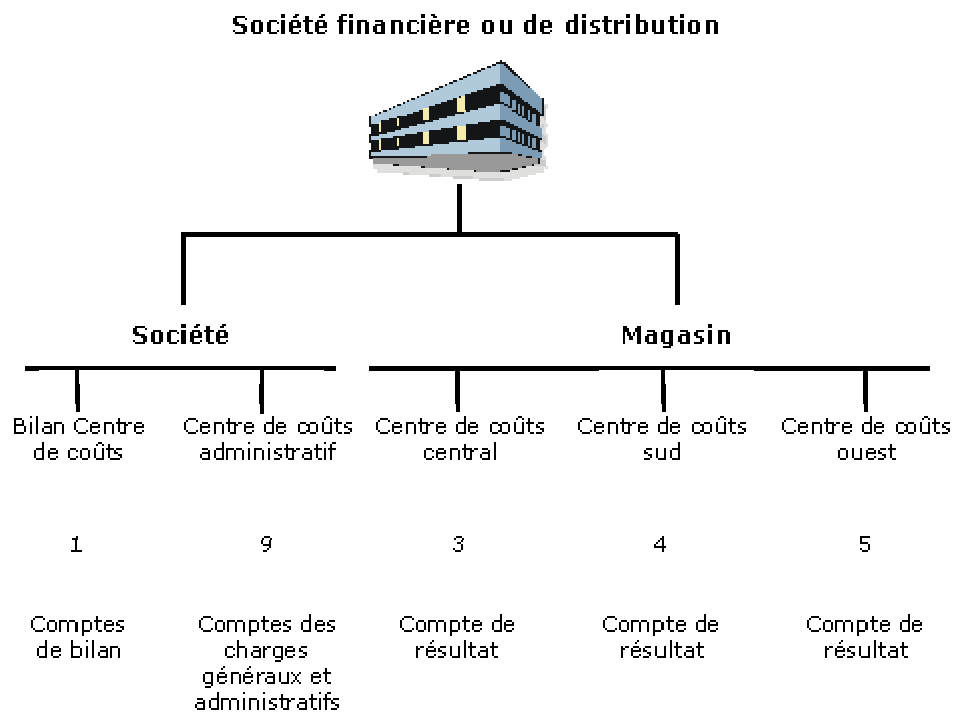 Société financière ou de distribution
Société
Magasin
Bilan Centre
de coûts
Centre de coûts
administratif
Centre de coûts
central
Centre de coûts
sud
Centre de coûts
ouest
1
9
3
4
5
Comptes
de bilan
Comptes des
charges
généraux et
administratifs
Compte de
résultat
Compte de
résultat
Compte de
résultat